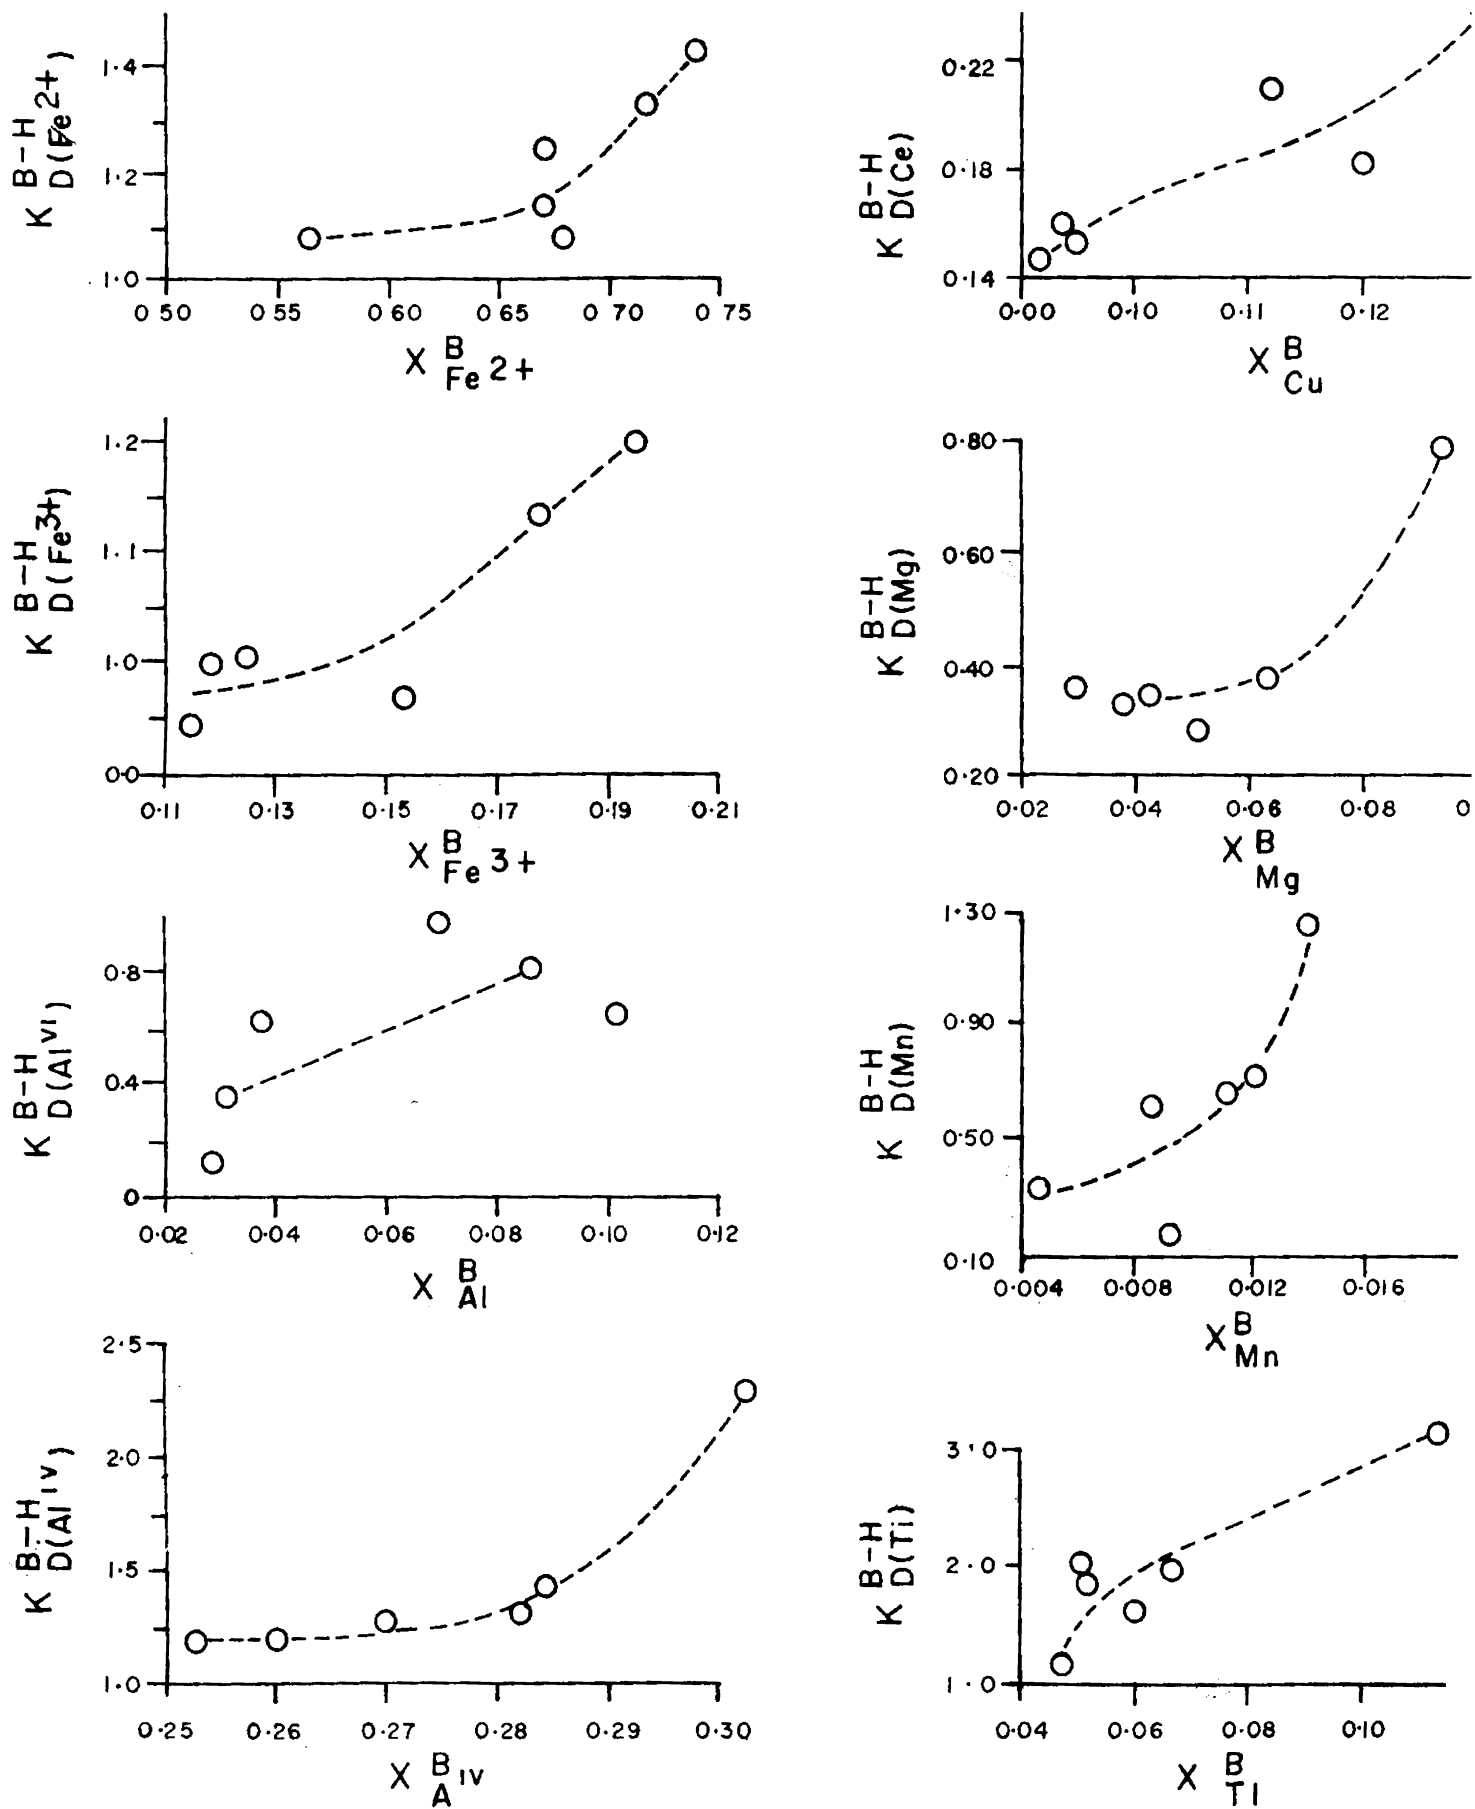 K B-H D(Fe2+)
1.4
1.2
1.0
0.50 0.55 0.60 0.65 0.70 0.75
X B Fe 2+
K B-H D(Ce)
0.22
0.18
0.14
0.00 0.10 0.11 0.12
X B Cu
K B-H D(Fe3+)
1.2
1.1
1.0
0.0
0.11 0.13 0.15 0.17 0.19 0.21
X B Fe 3+
K B-H D(Mg)
0.80
0.60
0.40
0.20
0.02 0.04 0.06 0.08 0
X B Mg
K B-H D(Al VI)
0.8
0.4
0
0.02 0.04 0.06 0.08 0.10 0.12
X B Al
K B-H D(Mn)
1.30
0.90
0.50
0.10
0.004 0.008 0.012 0.016
X B Mn
K B-H D(Al IV)
2.5
2.0
1.5
1.0
0.25 0.26 0.27 0.28 0.29 0.30
X B A IV
K B-H D(Ti)
3.0
2.0
1.0
0.04 0.06 0.08 0.10
X B Tl